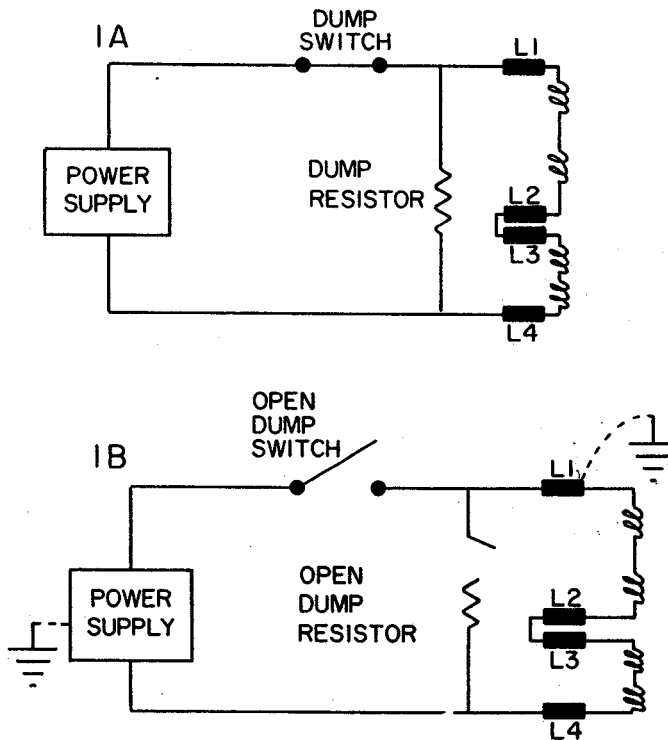 1A
DUMP
SWITCH
L1
POWER
SUPPLY
DUMP
RESISTOR
L2
L3
L4
1B
OPEN
DUMP
SWITCH
L1
POWER
SUPPLY
OPEN
DUMP
RESISTOR
L2
L3
L4